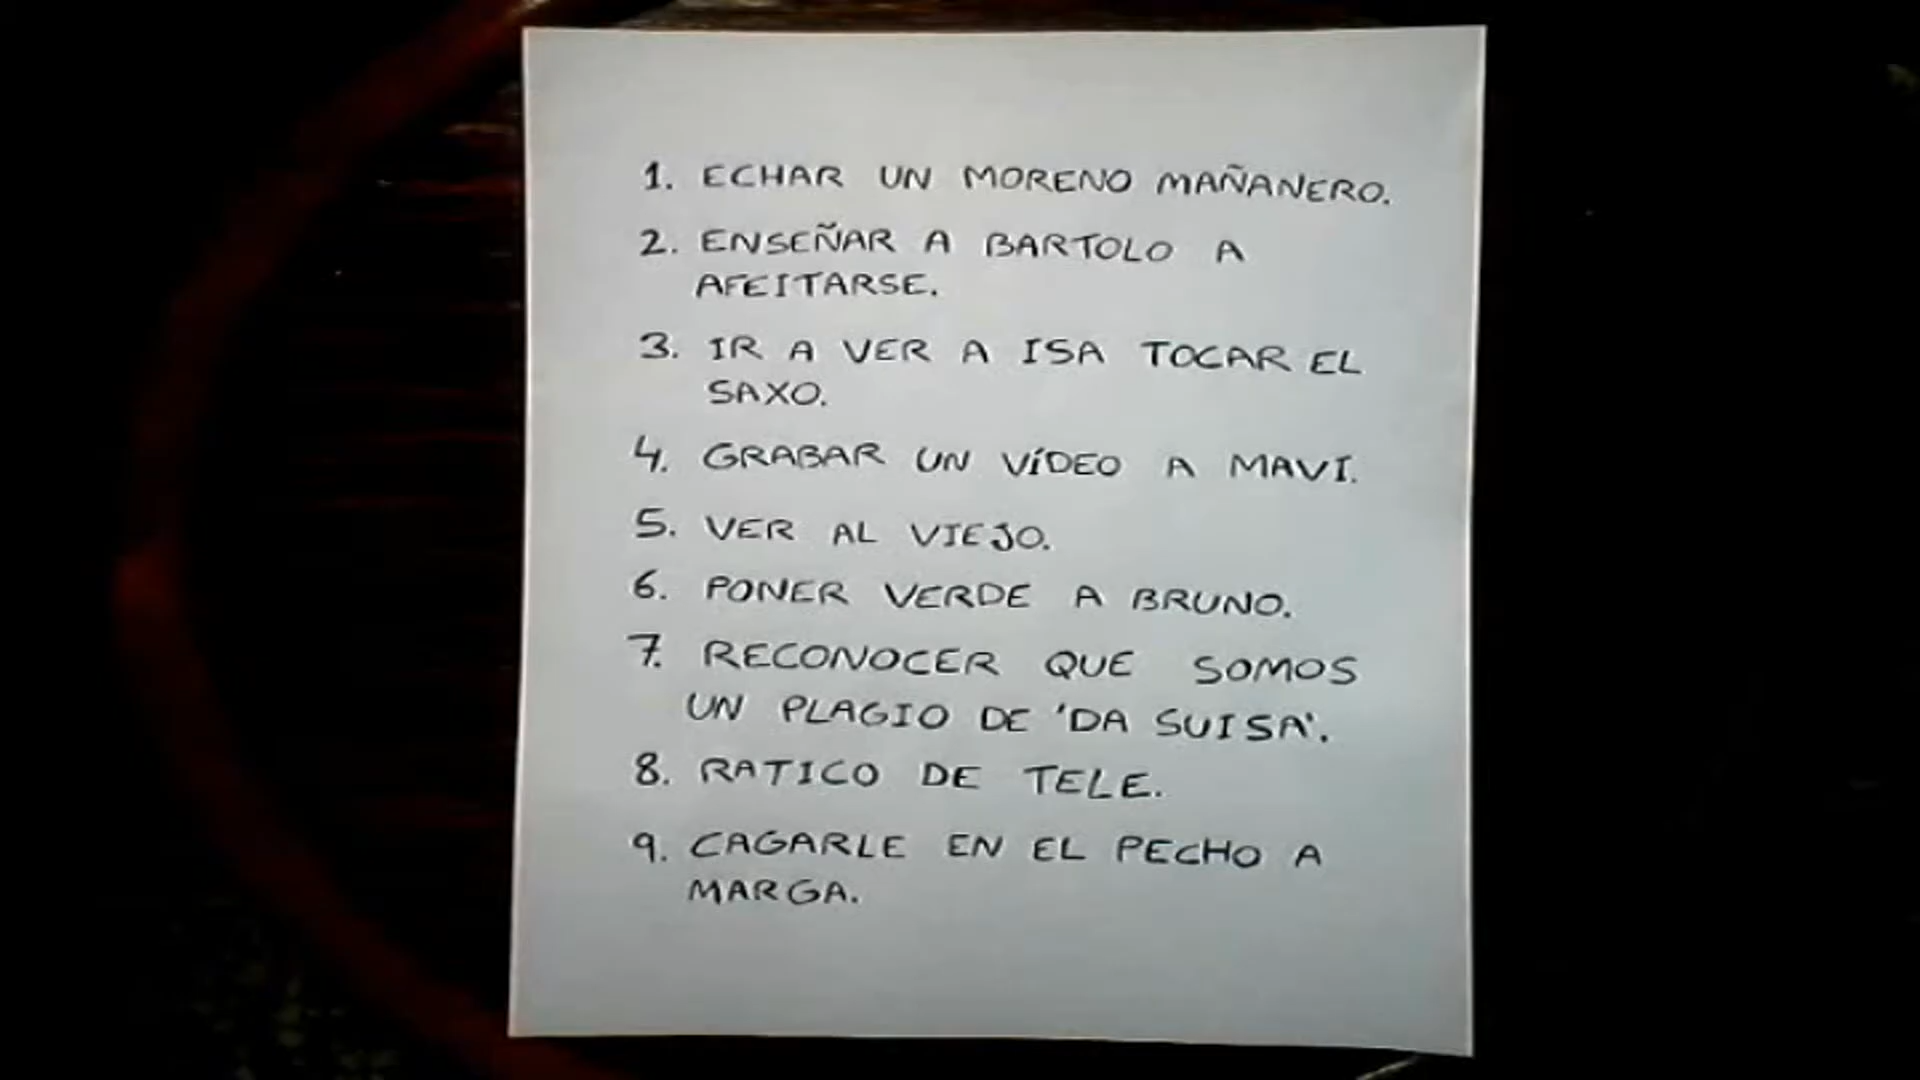 1. ECHAR UN MORENO MAÑANERO.
2. ENSEÑAR A BARTOLO A
AFEITARSE.
3. IR A VER A ISA TOCAR EL
SAXO.
4. GRABAR UN VÍDEO A MAVI.
5. VER AL VIEJO.
6. PONER VERDE A BRUNO.
7. RECONOCER QUE SOMOS
UN PLAGIO DE 'DA SUISA'.
8. RATICO DE TELE.
9. CAGARLE EN EL PECHO A
MARGA.